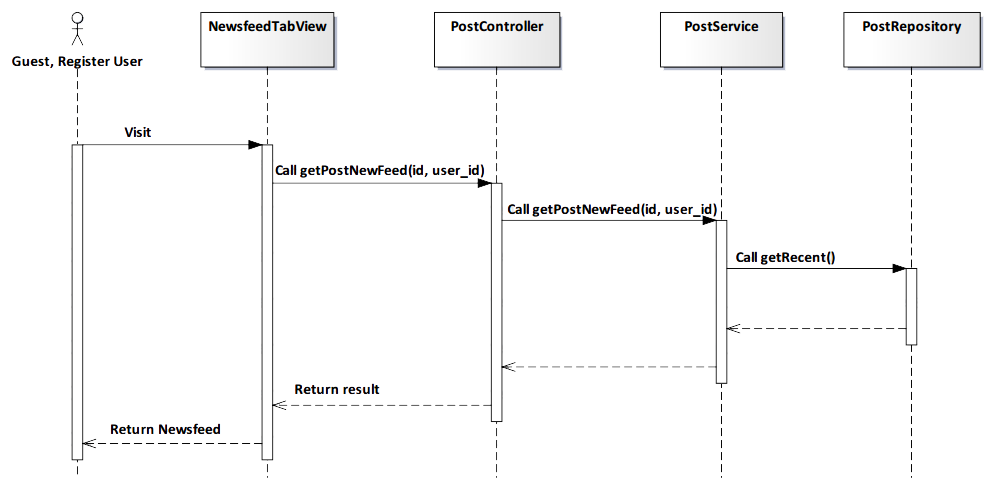 NewsfeedTabView
PostController
PostService
PostRepository
Guest, Register User
Visit
Call getPostNewFeed(id, user_id)
Call getPostNewFeed(id, user_id)
Call getRecent()
Return result
Return Newsfeed